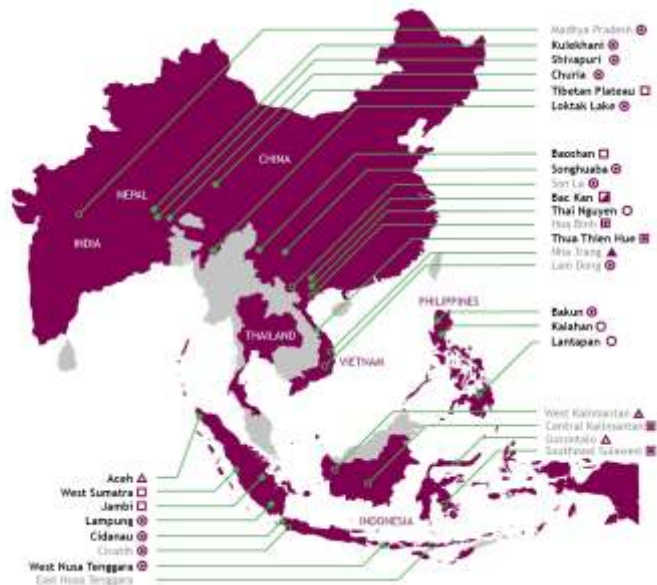 Madhya Pradesh
Kulekhani
Shivapuri
Churia
Tibetan Plateau
Loktak Lake
CHINA
Baoshan
Songhuaba
NEPAL
Son La
Bac Kan
Thai Nguyen
Hoa Binh
INDIA
Thua Thien Hue
Nha Trang
Lam Dong
PHILIPPINES
Bakun
THAILAND
Kalahan
Lantapan
VIETNAM
West Kalimantan
Central Kalimantan
Gorontalo
Southeast Sulawesi
Aceh
West Sumatra
Jambi
Lampung
INDONESIA
Cidanau
Cicatih
West Nusa Tenggara
East Nusa Tenggara